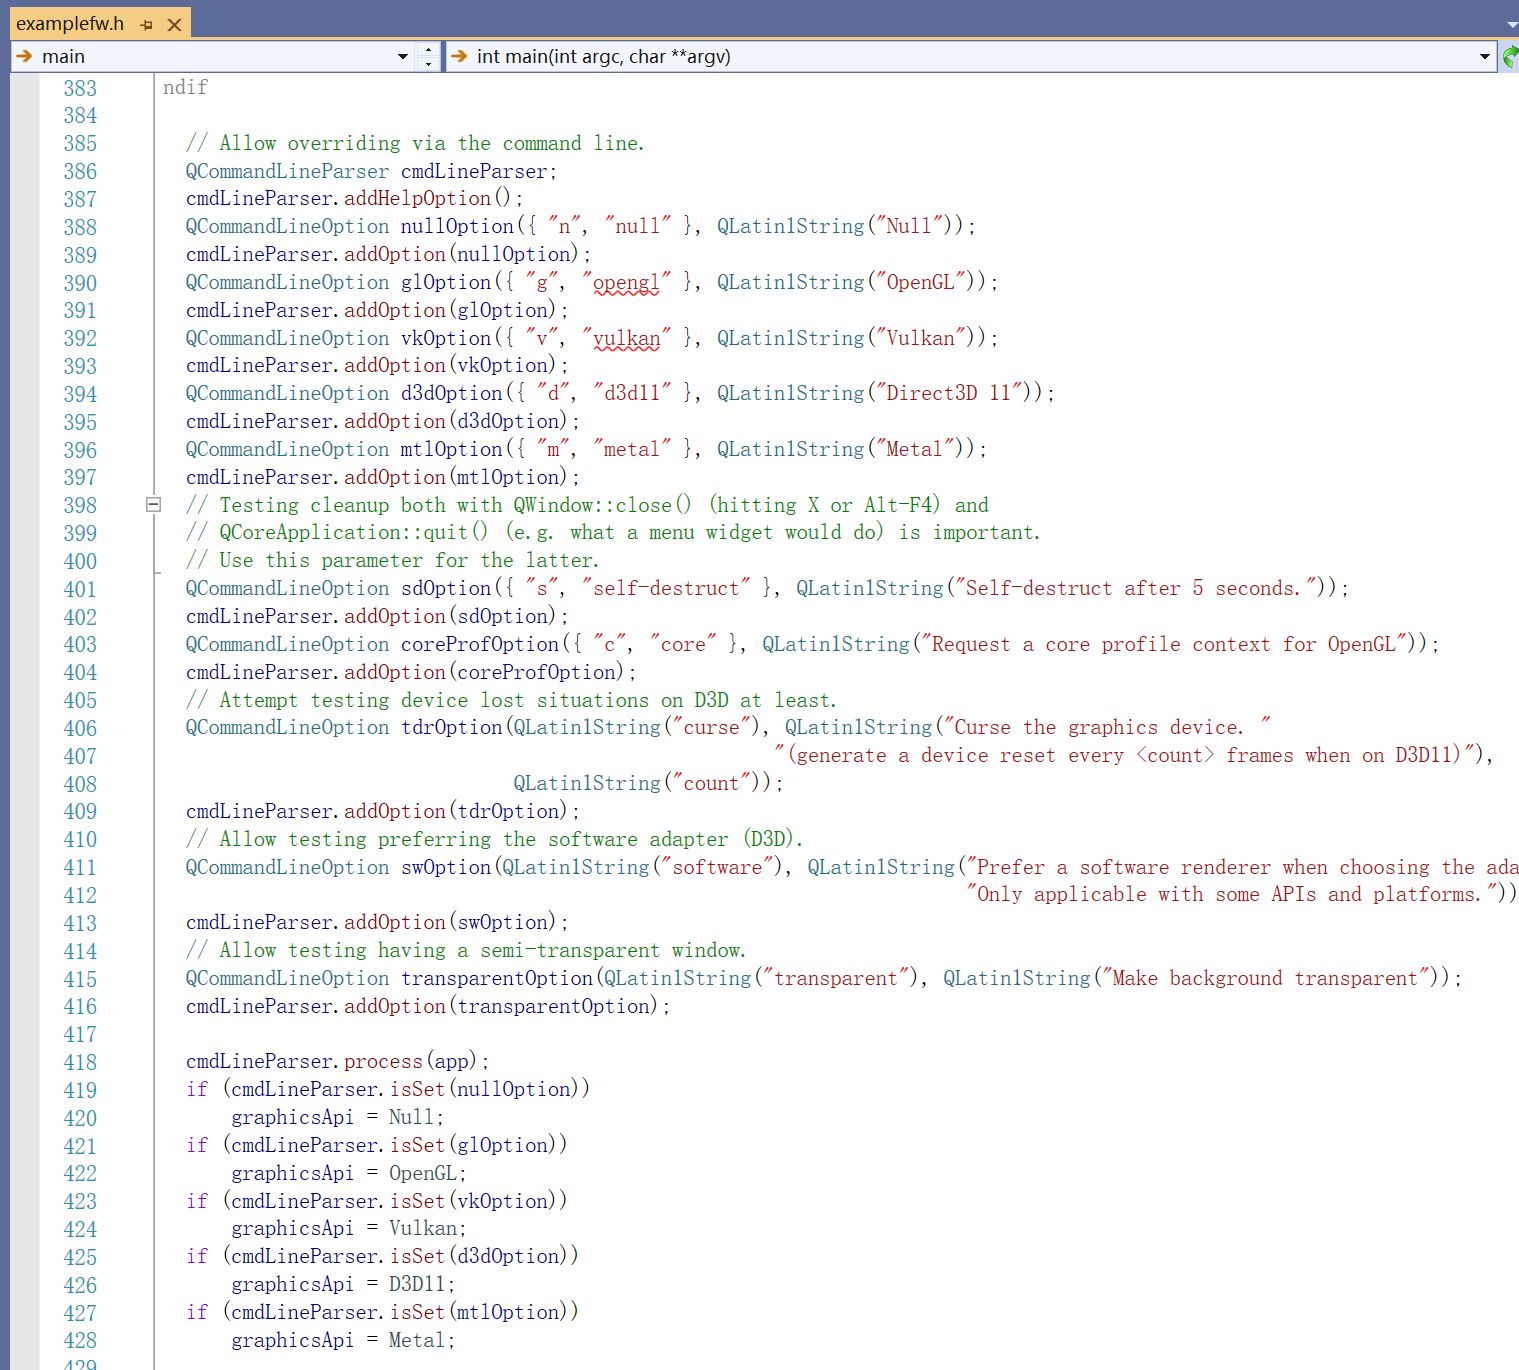 examplefw.h
main
int main(int argc, char **argv)
383 ndif
384
385 // Allow overriding via the command line.
386 QCommandLineParser cmdLineParser;
387 cmdLineParser.addHelpOption();
388 QCommandLineOption nullOption({ "n", "null" }, QLatin1String("Null"));
389 cmdLineParser.addOption(nullOption);
390 QCommandLineOption glOption({ "g", "opengl" }, QLatin1String("OpenGL"));
391 cmdLineParser.addOption(glOption);
392 QCommandLineOption vkOption({ "v", "vulkan" }, QLatin1String("Vulkan"));
393 cmdLineParser.addOption(vkOption);
394 QCommandLineOption d3dOption({ "d", "d3d11" }, QLatin1String("Direct3D 11"));
395 cmdLineParser.addOption(d3dOption);
396 QCommandLineOption mtlOption({ "m", "metal" }, QLatin1String("Metal"));
397 cmdLineParser.addOption(mtlOption);
398 // Testing cleanup both with QWindow::close() (hitting X or Alt-F4) and
399 // QCoreApplication::quit() (e.g. what a menu widget would do) is important.
400 // Use this parameter for the latter.
401 QCommandLineOption sdOption({ "s", "self-destruct" }, QLatin1String("Self-destruct after 5 seconds."));
402 cmdLineParser.addOption(sdOption);
403 QCommandLineOption coreProfOption({ "c", "core" }, QLatin1String("Request a core profile context for OpenGL"));
404 cmdLineParser.addOption(coreProfOption);
405 // Attempt testing device lost situations on D3D at least.
406 QCommandLineOption tdrOption(QLatin1String("curse"), QLatin1String("Curse the graphics device. "
407 "(generate a device reset every <count> frames when on D3D11)"),
408 QLatin1String("count"));
409 cmdLineParser.addOption(tdrOption);
410 // Allow testing preferring the software adapter (D3D).
411 QCommandLineOption swOption(QLatin1String("software"), QLatin1String("Prefer a software renderer when choosing the ada
412 "Only applicable with some APIs and platforms."))
413 cmdLineParser.addOption(swOption);
414 // Allow testing having a semi-transparent window.
415 QCommandLineOption transparentOption(QLatin1String("transparent"), QLatin1String("Make background transparent"));
416 cmdLineParser.addOption(transparentOption);
417
418 cmdLineParser.process(app);
419 if (cmdLineParser.isSet(nullOption))
420 graphicsApi = Null;
421 if (cmdLineParser.isSet(glOption))
422 graphicsApi = OpenGL;
423 if (cmdLineParser.isSet(vkOption))
424 graphicsApi = Vulkan;
425 if (cmdLineParser.isSet(d3dOption))
426 graphicsApi = D3D11;
427 if (cmdLineParser.isSet(mtlOption))
428 graphicsApi = Metal;
429